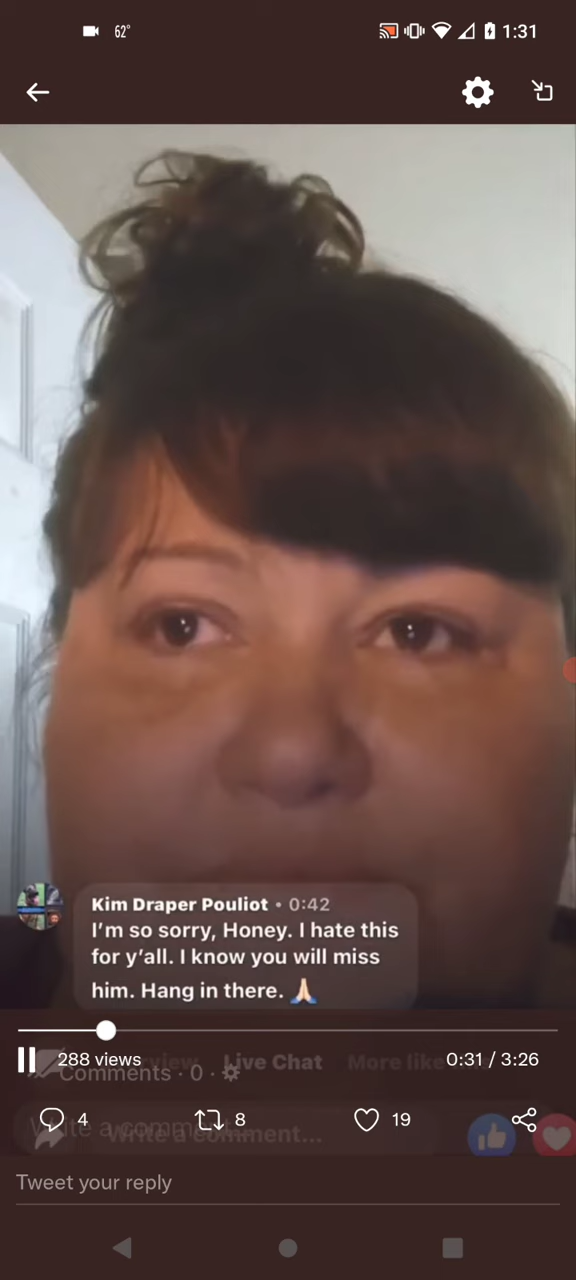 62° 1:31
Kim Draper Pouliot • 0:42
I'm so sorry, Honey. I hate this
for y'all. I know you will miss
him. Hang in there. 🙏🏻
288 views Live Chat More like 0:31 / 3:26
Comments · 0 ·
4 8 19
Write a comment...
Tweet your reply